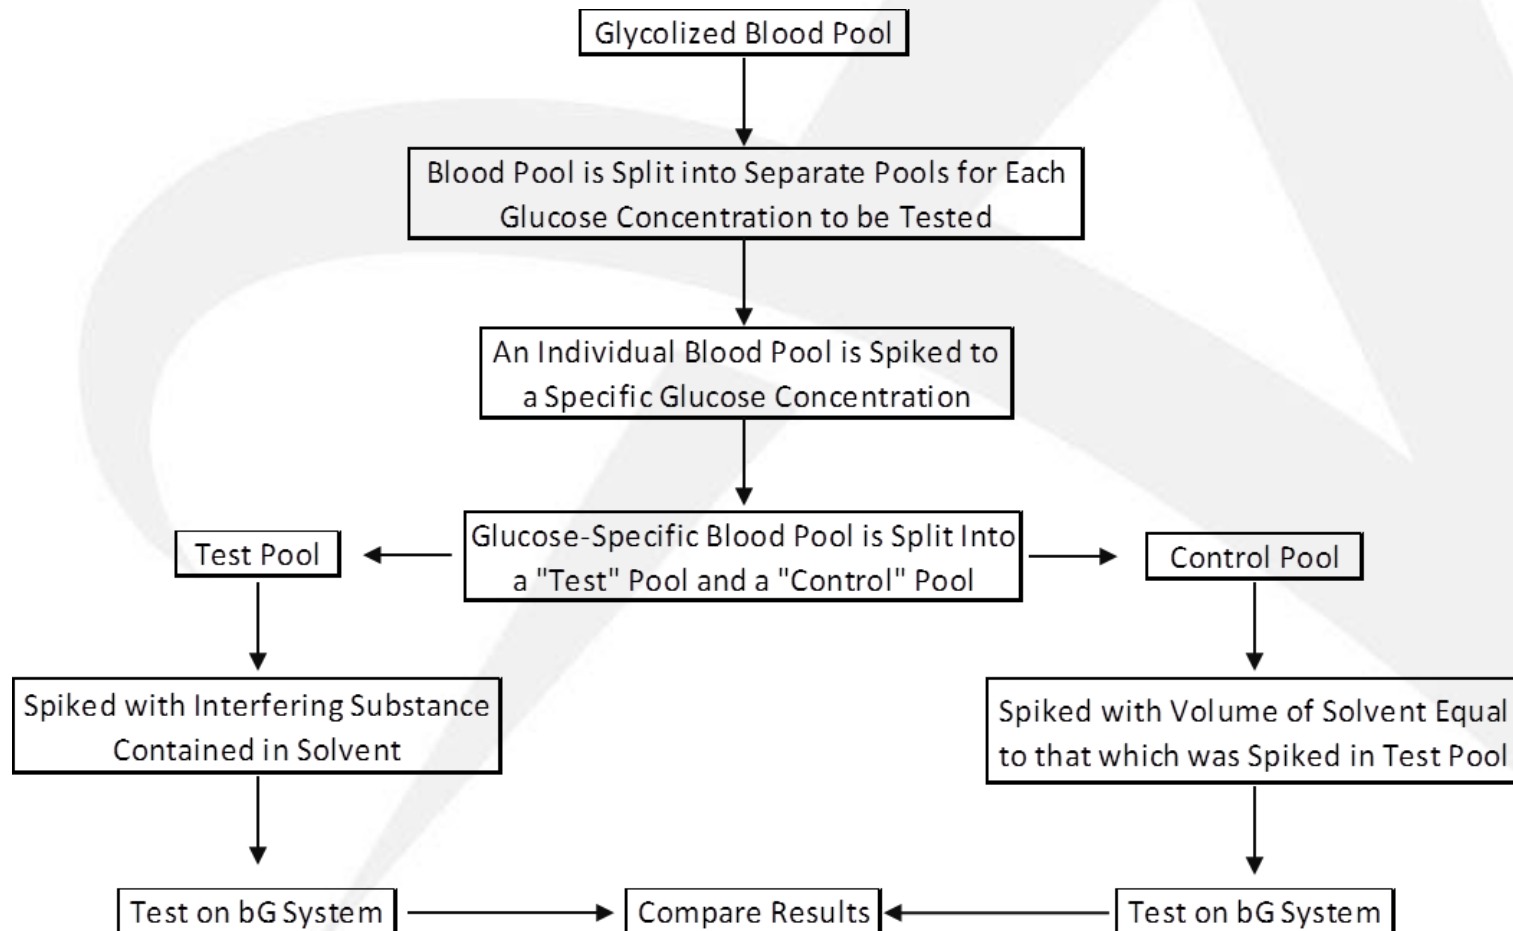 Glycolized Blood Pool
Blood Pool is Split into Separate Pools for Each
Glucose Concentration to be Tested
An Individual Blood Pool is Spiked to
a Specific Glucose Concentration
Glucose-Specific Blood Pool is Split Into
a "Test" Pool and a "Control" Pool
Test Pool
Control Pool
Spiked with Interfering Substance
Contained in Solvent
Spiked with Volume of Solvent Equal
to that which was Spiked in Test Pool
Test on bG System
Compare Results
Test on bG System